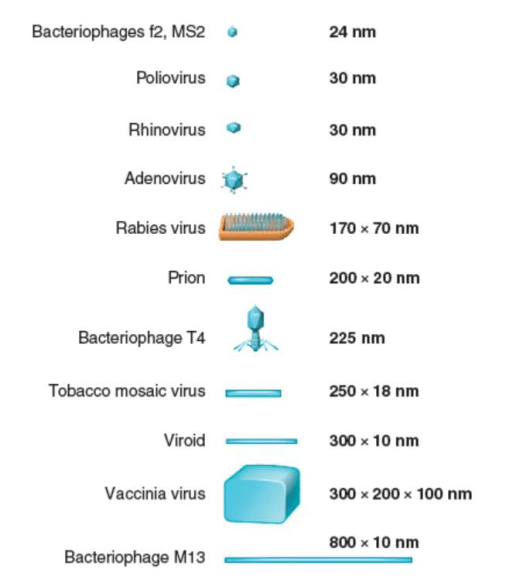 Bacteriophages f2, MS2 24 nm
Poliovirus 30 nm
Rhinovirus 30 nm
Adenovirus 90 nm
Rabies virus 170 × 70 nm
Prion 200 × 20 nm
Bacteriophage T4 225 nm
Tobacco mosaic virus 250 × 18 nm
Viroid 300 × 10 nm
Vaccinia virus 300 × 200 × 100 nm
Bacteriophage M13 800 × 10 nm